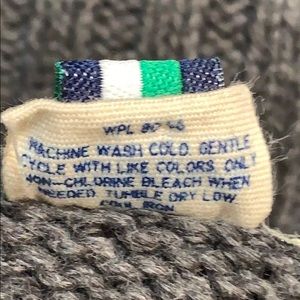 WPL
MACHINE WASH COLD GENTLE
CYCLE WITH LIKE COLORS. ONLY
NON-CHLORINE BLEACH WHEN
NEEDED. TUMBLE DRY LOW.
COOL IRON